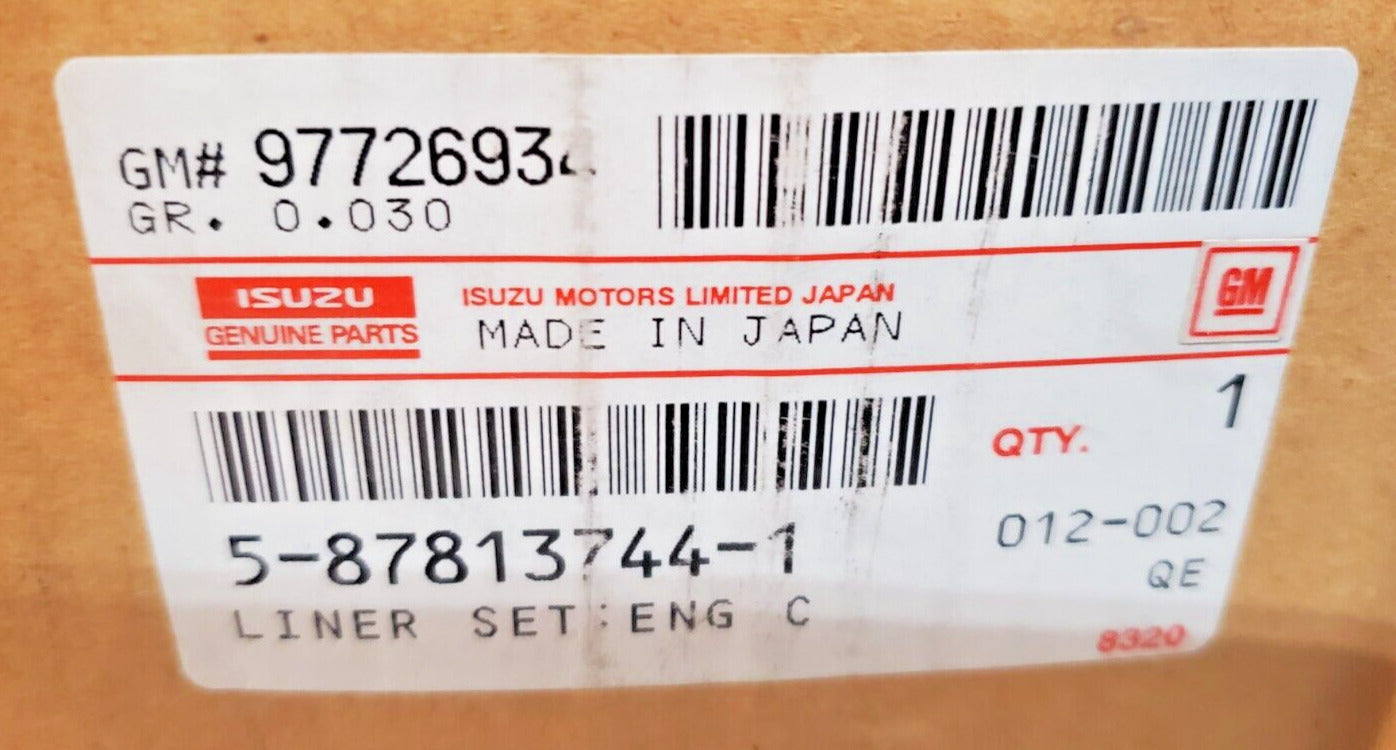 GM# 9772693
GR. 0.030
GM
ISUZU
GENUINE PARTS
ISUZU MOTORS LIMITED JAPAN
MADE IN JAPAN
QTY. 1
5-87813744-1
012-002
QE
LINER SET:ENG C
8320